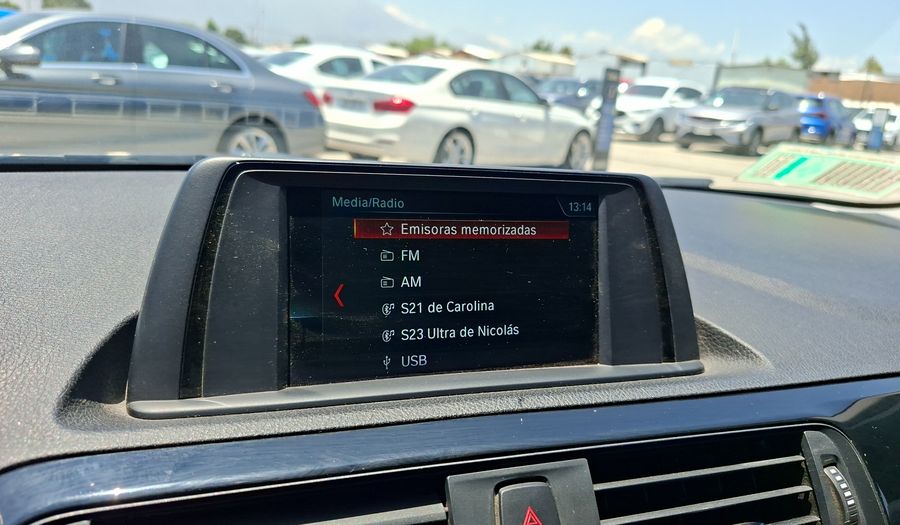 Media/Radio
13:14
Emisoras memorizadas
FM
AM
S21 de Carolina
S23 Ultra de Nicolás
USB